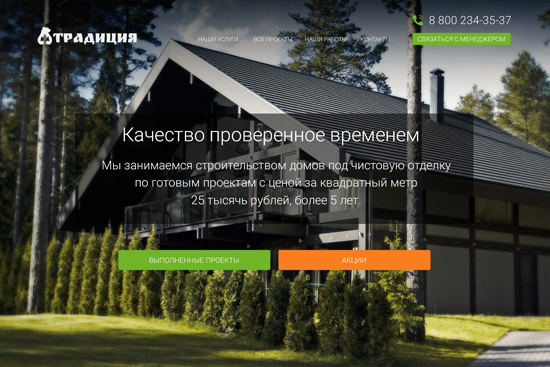 традиция
НАШИ УСЛУГИ ВСЕ ПРОЕКТЫ НАШИ РАБОТЫ КОНТАКТЫ
8 800 234-35-37
СВЯЗАТЬСЯ С МЕНЕДЖЕРОМ
Качество проверенное временем
Мы занимаемся строительством домов под чистовую отделку
по готовым проектам с ценой за квадратный метр
25 тысячь рублей, более 5 лет.
ВЫПОЛНЕННЫЕ ПРОЕКТЫ АКЦИИ